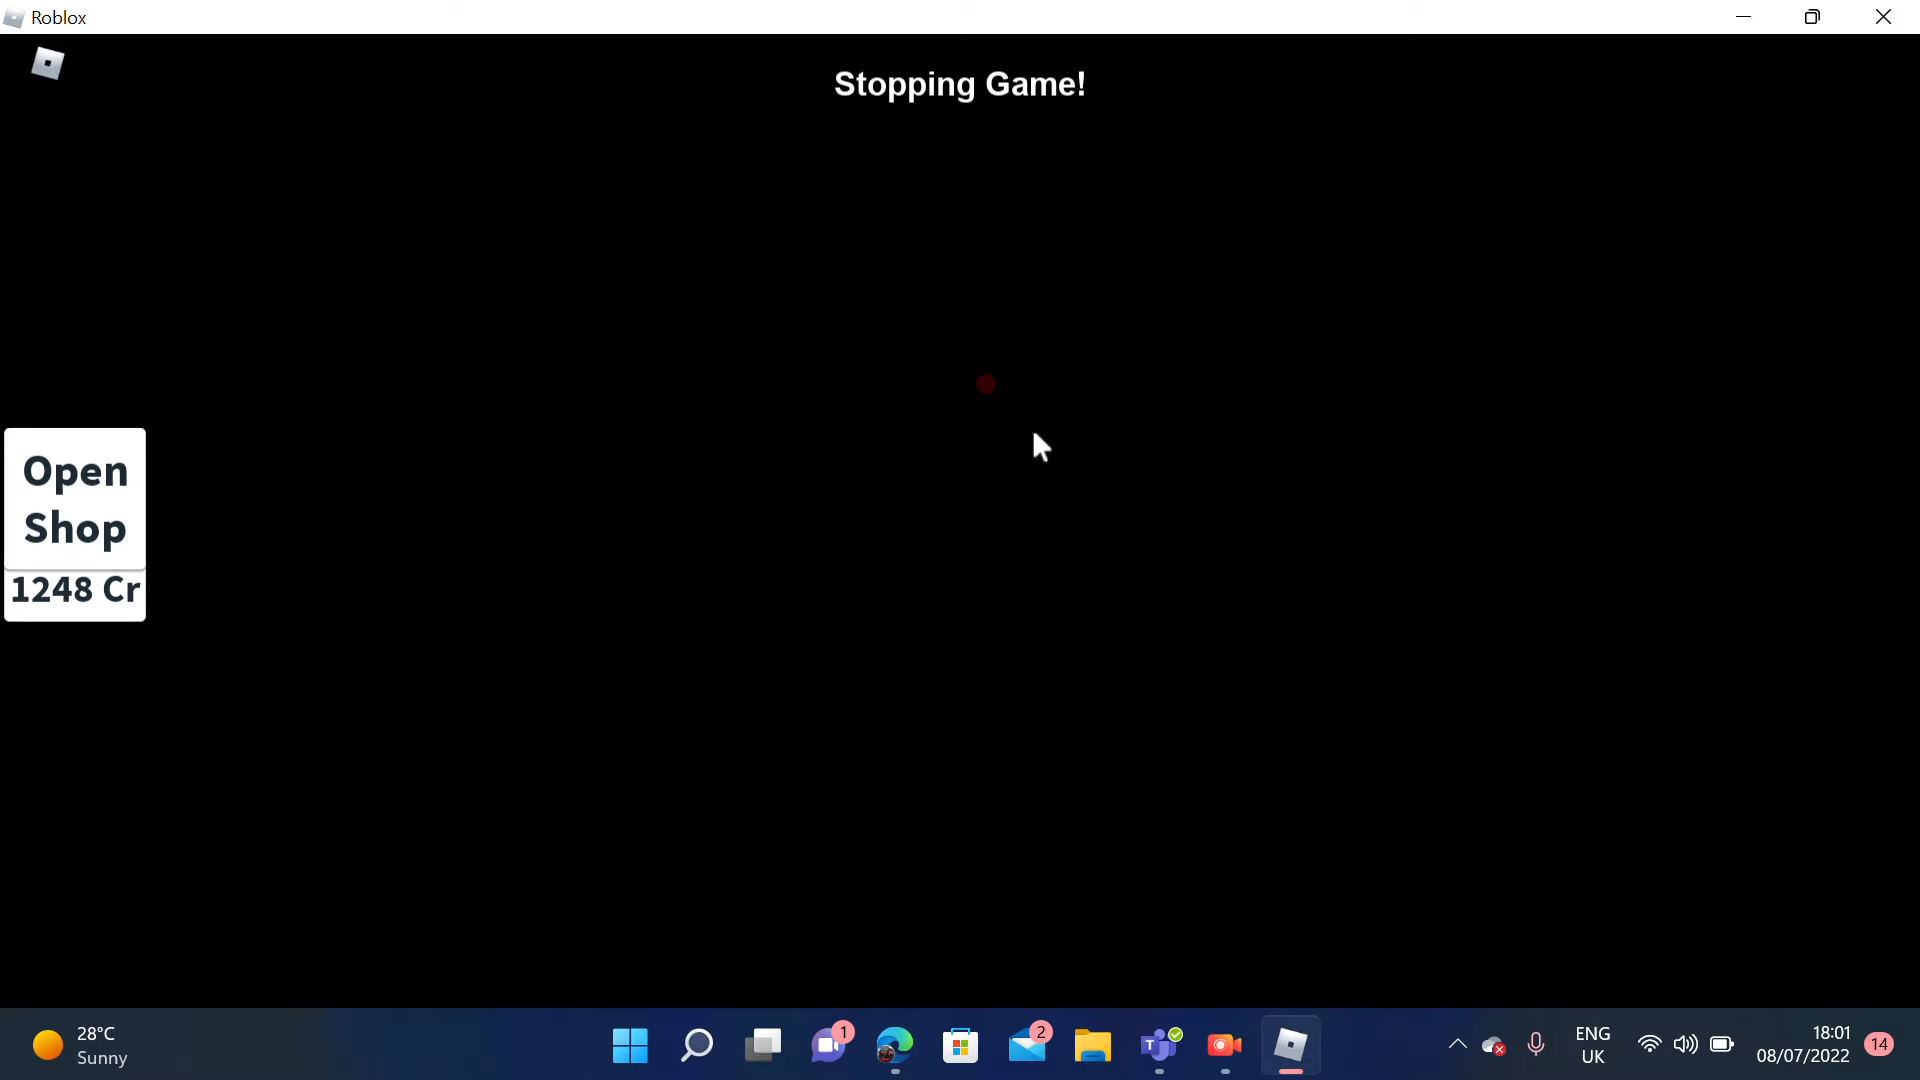 Roblox
Stopping Game!
Open
Shop
1248 Cr
28°C
Sunny
1
2
T
ENG
UK
18:01
08/07/2022
14